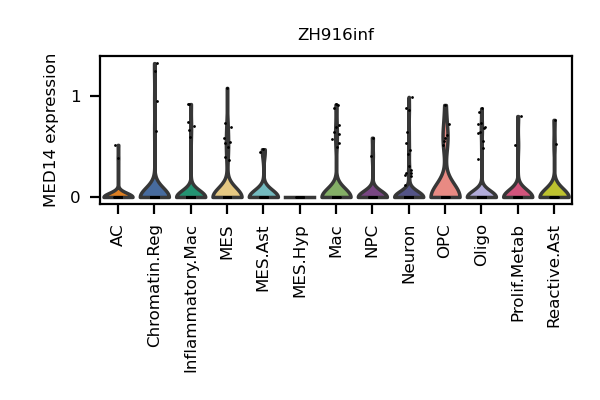 ZH916inf
MED14 expression
1
0
AC
Chromatin.Reg
Inflammatory.Mac
MES
MES.Ast
MES.Hyp
Mac
NPC
Neuron
OPC
Oligo
Prolif.Metab
Reactive.Ast